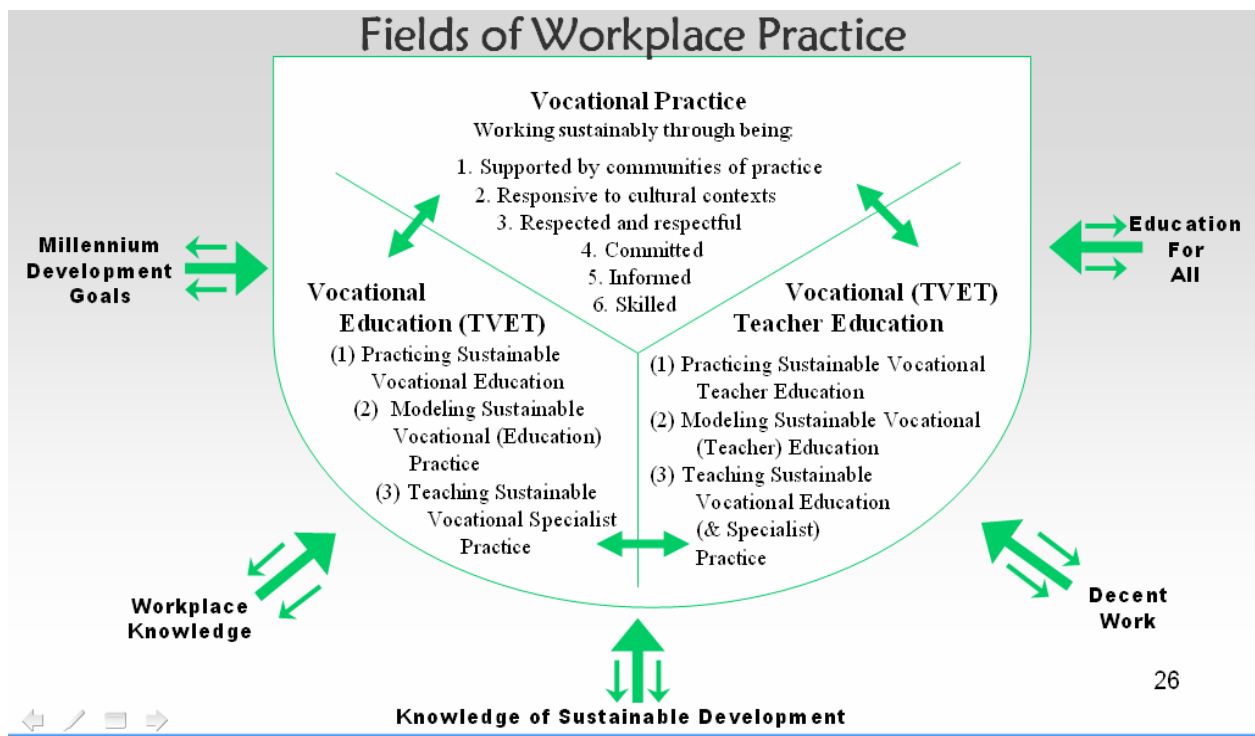 Fields of Workplace Practice
Vocational Practice
Working sustainably through being:
1. Supported by communities of practice
2. Responsive to cultural contexts
3. Respected and respectful
4. Committed
5. Informed
6. Skilled
Millennium
Development
Goals
Education
For
All
Vocational
Education (TVET)
(1) Practicing Sustainable
Vocational Education
(2) Modeling Sustainable
Vocational (Education)
Practice
(3) Teaching Sustainable
Vocational Specialist
Practice
Vocational (TVET)
Teacher Education
(1) Practicing Sustainable Vocational
Teacher Education
(2) Modeling Sustainable Vocational
(Teacher) Education
(3) Teaching Sustainable
Vocational Education
(& Specialist)
Practice
Workplace
Knowledge
Decent
Work
Knowledge of Sustainable Development
26